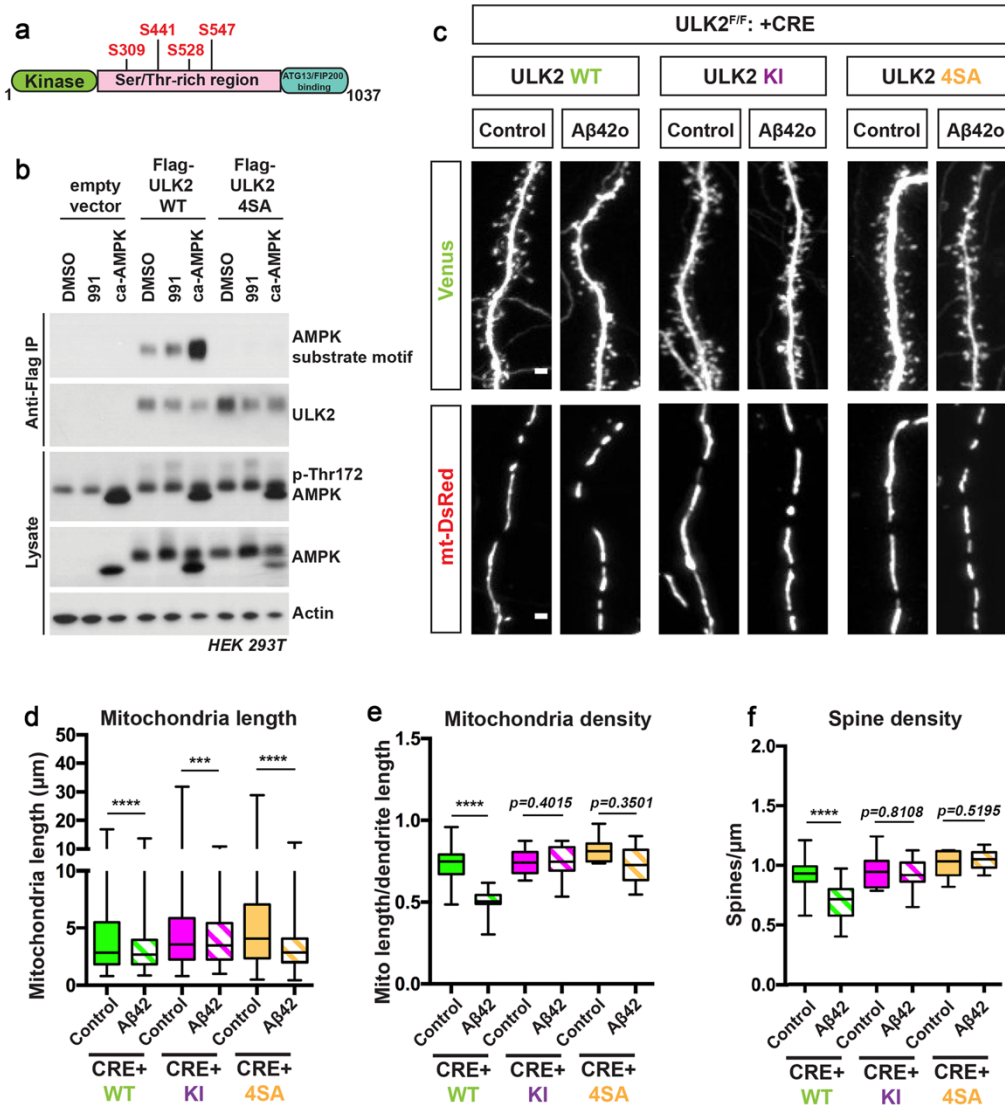 a
S441 S547
S309 S528
Kinase Ser/Thr-rich region ATG13/FIP200 binding
1 1037
b
empty vector Flag-ULK2 WT Flag-ULK2 4SA
DMSO 991 ca-AMPK DMSO 991 ca-AMPK DMSO 991 ca-AMPK
Anti-Flag IP
AMPK
substrate motif
ULK2
Lysate
p-Thr172
AMPK
AMPK
Actin
HEK 293T
c
ULK2F/F: +CRE
ULK2 WT ULK2 KI ULK2 4SA
Control Aβ42o Control Aβ42o Control Aβ42o
Venus
mt-DsRed
d Mitochondria length
Mitochondria length (µm)
50
40
30
20
10
10
5
0
**** *** ****
Control Aβ42 Control Aβ42 Control Aβ42
CRE+ CRE+ CRE+
WT KI 4SA
e Mitochondria density
Mito length/dendrite length
1.5
1.0
0.5
0.0
**** p=0.4015 p=0.3501
Control Aβ42 Control Aβ42 Control Aβ42
CRE+ CRE+ CRE+
WT KI 4SA
f Spine density
Spines/µm
2.0
1.5
1.0
0.5
0.0
**** p=0.8108 p=0.5195
Control Aβ42 Control Aβ42 Control Aβ42
CRE+ CRE+ CRE+
WT KI 4SA